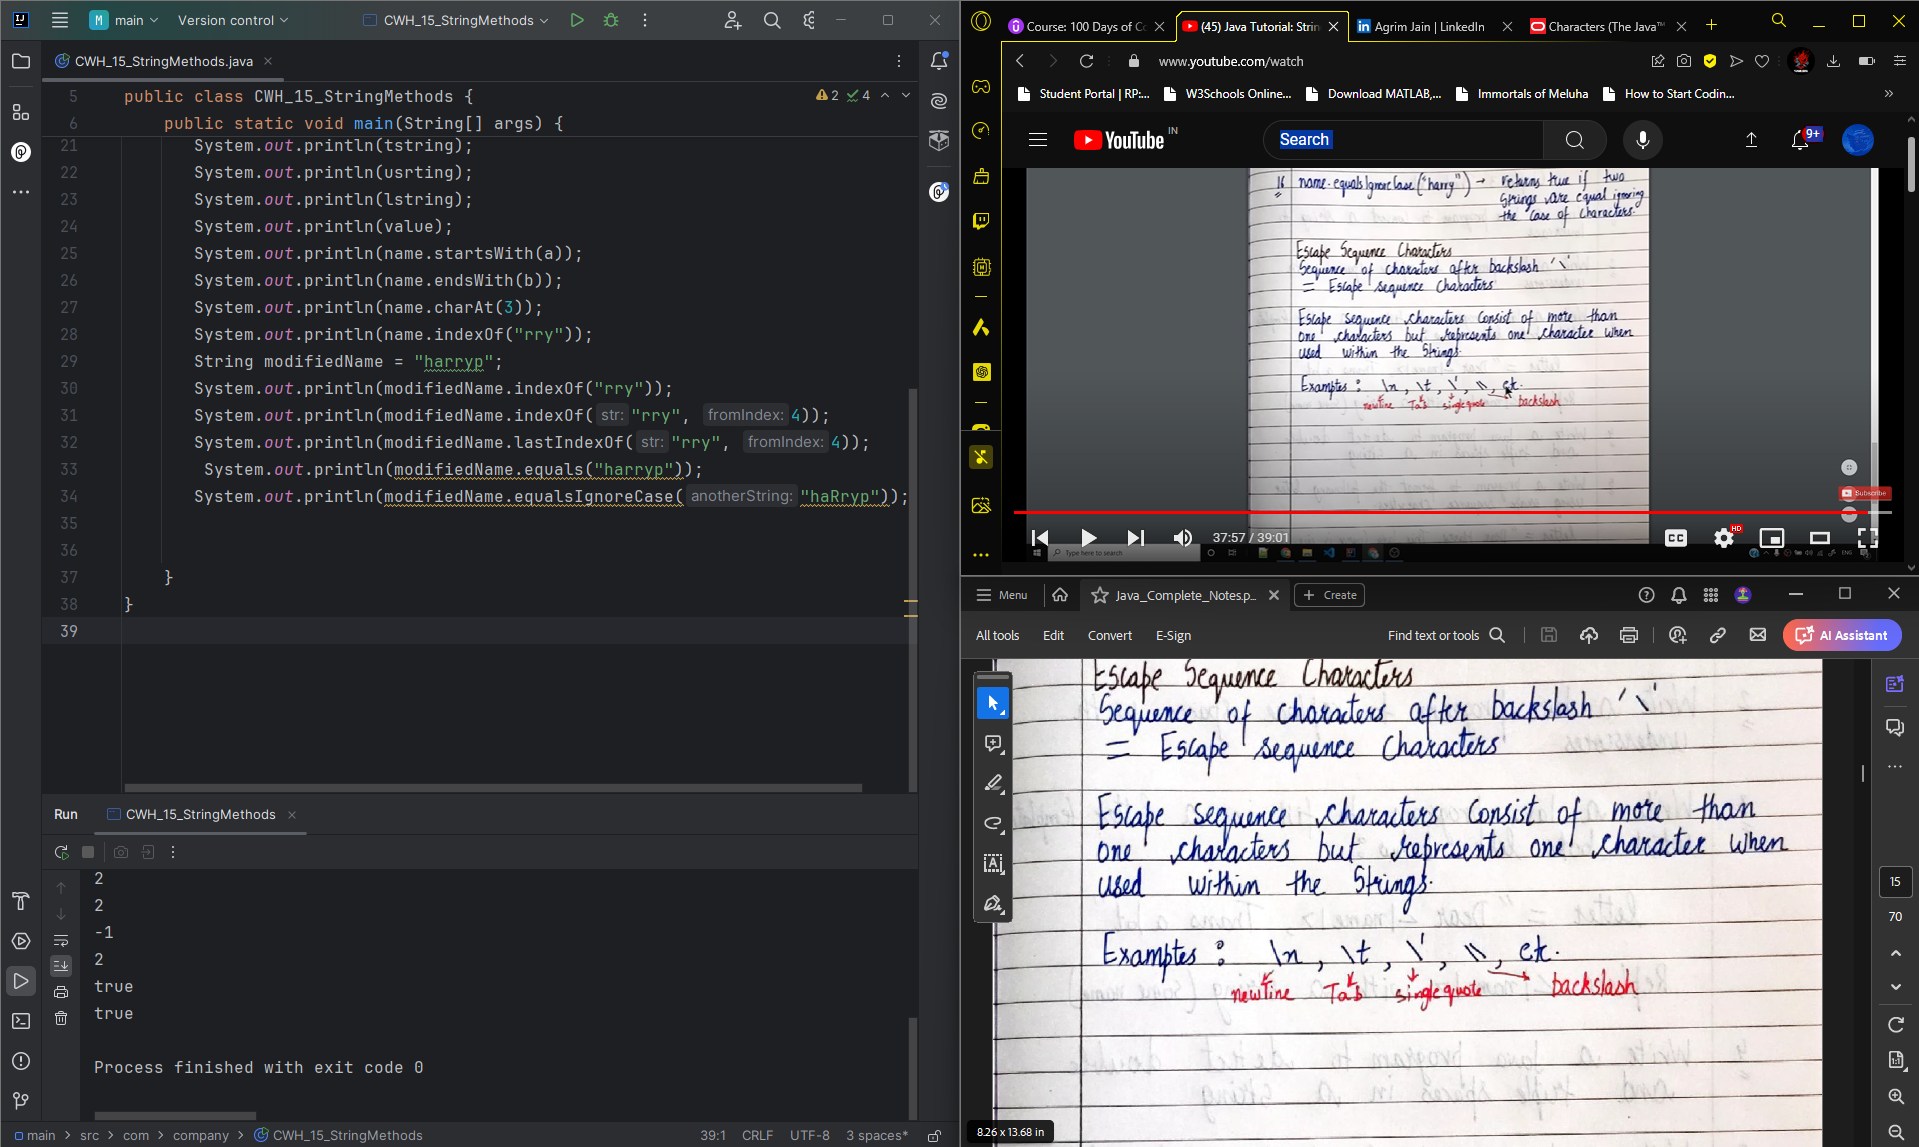 main
Version control
CWH_15_StringMethods
CWH_15_StringMethods.java
2 4
5 public class CWH_15_StringMethods {
6 public static void main(String[] args) {
21 System.out.println(tstring);
22 System.out.println(usrting);
23 System.out.println(lstring);
24 System.out.println(value);
25 System.out.println(name.startsWith(a));
26 System.out.println(name.endsWith(b));
27 System.out.println(name.charAt(3));
28 System.out.println(name.indexOf("rry"));
29 String modifiedName = "harryp";
30 System.out.println(modifiedName.indexOf("rry"));
31 System.out.println(modifiedName.indexOf( str: "rry", fromIndex: 4));
32 System.out.println(modifiedName.lastIndexOf( str: "rry", fromIndex: 4));
33 System.out.println(modifiedName.equals("harryp"));
34 System.out.println(modifiedName.equalsIgnoreCase( anotherString: "haRryp"));
35
36
37 }
38 }
39
Run CWH_15_StringMethods
2
2
-1
2
true
true
Process finished with exit code 0
main > src > com > company > CWH_15_StringMethods
39:1 CRLF UTF-8 3 spaces*
Course: 100 Days of Co
(45) Java Tutorial: Strin
Agrim Jain | LinkedIn
Characters (The Java™
www.youtube.com/watch
Student Portal | RP:...
W3Schools Online...
Download MATLAB,...
Immortals of Meluha
How to Start Codin...
YouTube IN
Search
9+
16 name.equalsIgnoreCase("harry") → returns true if two
Strings are equal ignoring
the case of characters.
Escape Sequence Characters
Sequence of characters after backslash '\'
= Escape sequence Characters
Escape sequence characters consist of more than
one characters but represents one character when
used within the Strings.
Examples : \n, \t, \', \\, etc.
newline Tab single quote backslash
Subscribe
37:57 / 39:01
CC HD
Type here to search
Menu
Java_Complete_Notes.p...
+ Create
All tools Edit Convert E-Sign
Find text or tools
AI Assistant
Escape Sequence Characters
Sequence of characters after backslash '\'
= Escape sequence Characters
Escape sequence characters consist of more than
one characters but represents one character when
used within the Strings.
Examples : \n, \t, \', \\, etc.
newline Tab single quote backslash
15
70
8.26 x 13.68 in